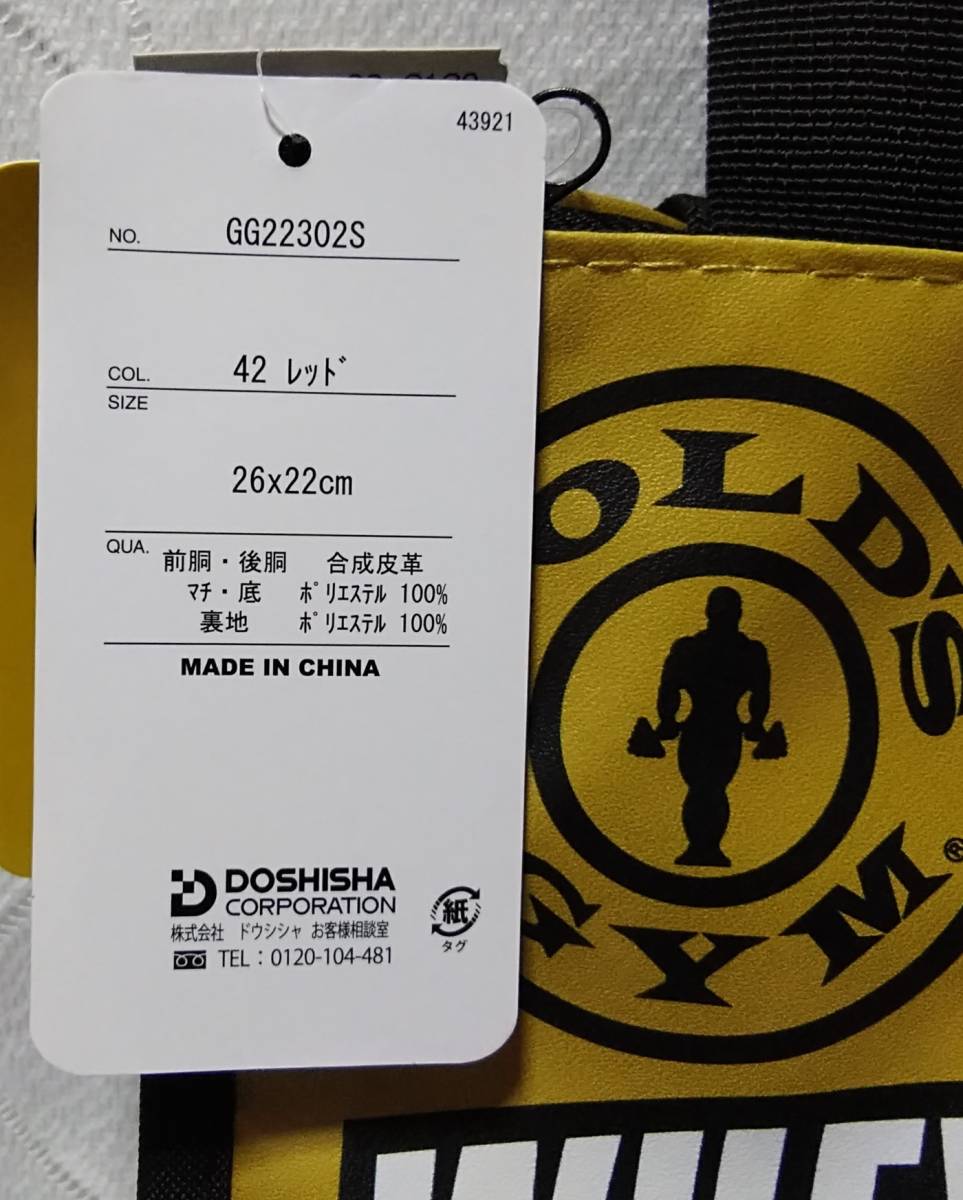 43921
NO. GG22302S
COL. 42 ﾚｯﾄﾞ
SIZE
26x22cm
QUA. 前胴・後胴 合成皮革
ﾏﾁ・底 ﾎﾟﾘｴｽﾃﾙ 100%
裏地 ﾎﾟﾘｴｽﾃﾙ 100%
MADE IN CHINA
DOSHISHA
CORPORATION
株式会社 ドウシシャ お客様相談室
TEL：0120-104-481
紙
タグ
OLD'S
GYM®